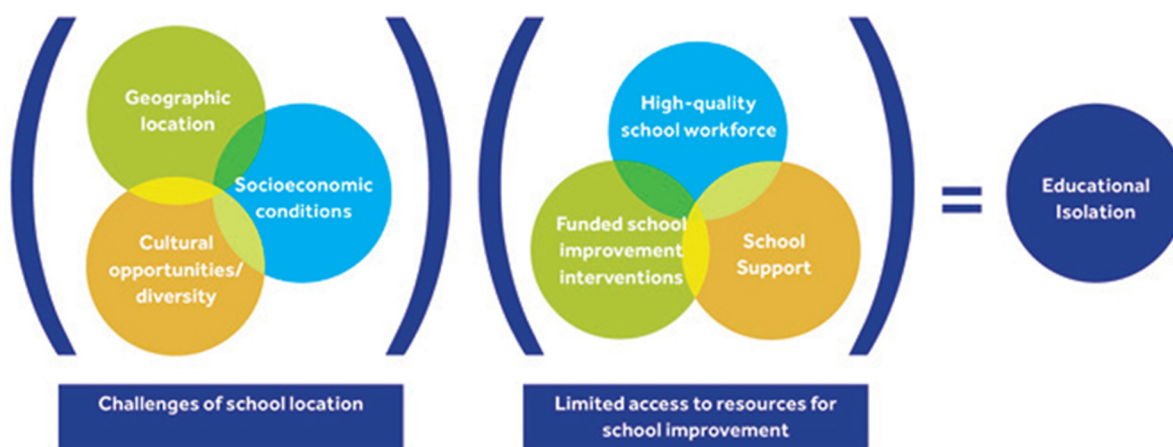 Geographic
location
Socioeconomic
conditions
Cultural
opportunities/
diversity
High-quality
school workforce
Funded school
improvement
interventions
School
Support
=
Educational
Isolation
Challenges of school location
Limited access to resources for
school improvement